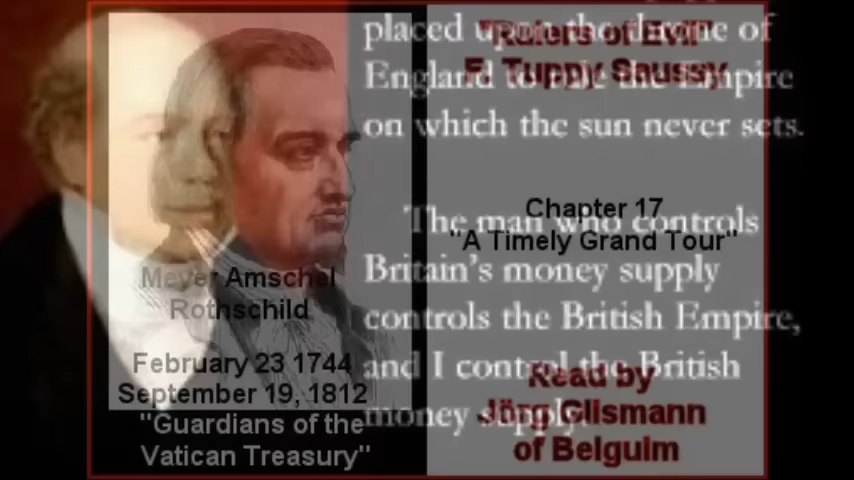 placed upon the throne of
England to rule the Empire
on which the sun never sets.
The man who controls
Britain's money supply
controls the British Empire,
and I control the British
money supply.
"Rulers of Evil"
F. Tuppy Saussy
Chapter 17
"A Timely Grand Tour"
Read by
Jörg Glismann
of Belguim
Meyer Amschel
Rothschild
February 23 1744
September 19, 1812
"Guardians of the
Vatican Treasury"